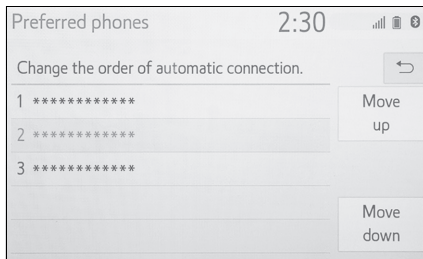 Preferred phones 2:30
Change the order of automatic connection.
1 ************
2 ************
3 ************
Move
up
Move
down